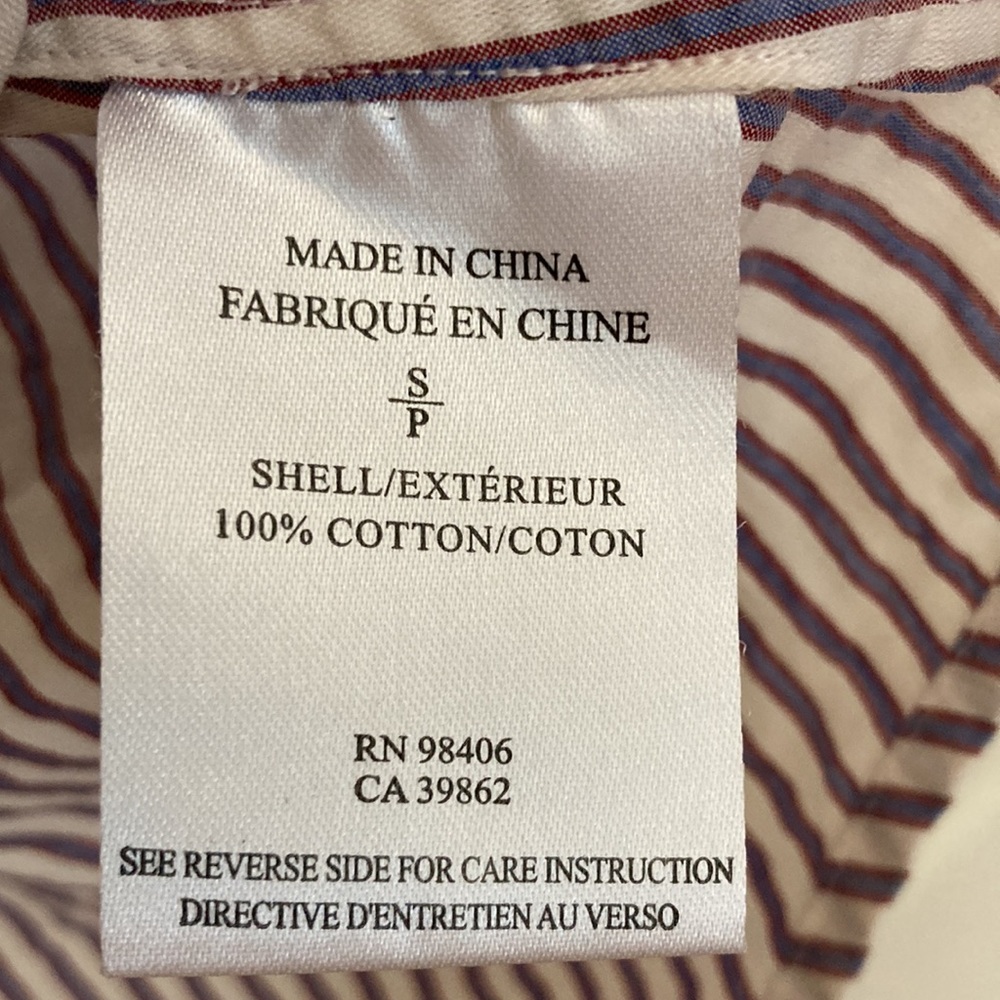 MADE IN CHINA
FABRIQUÉ EN CHINE
S
P
SHELL/EXTÉRIEUR
100% COTTON/COTON
RN 98406
CA 39862
SEE REVERSE SIDE FOR CARE INSTRUCTION
DIRECTIVE D'ENTRETIEN AU VERSO